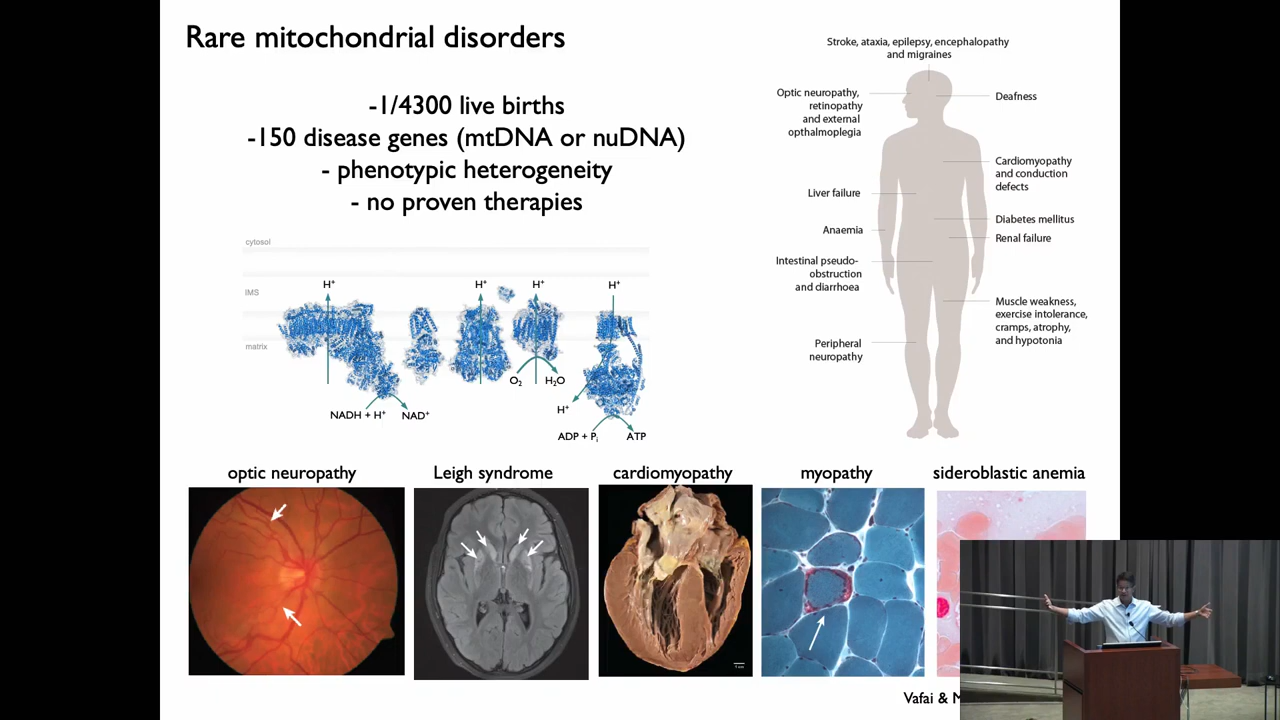 Rare mitochondrial disorders
-1/4300 live births
-150 disease genes (mtDNA or nuDNA)
- phenotypic heterogeneity
- no proven therapies
cytosol
IMS
matrix
H⁺
H⁺
H⁺
H⁺
O₂
H₂O
NADH + H⁺
NAD⁺
H⁺
ADP + Pᵢ
ATP
Stroke, ataxia, epilepsy, encephalopathy
and migraines
Optic neuropathy,
retinopathy
and external
opthalmoplegia
Deafness
Cardiomyopathy
and conduction
defects
Liver failure
Diabetes mellitus
Anaemia
Renal failure
Intestinal pseudo-
obstruction
and diarrhoea
Muscle weakness,
exercise intolerance,
cramps, atrophy,
and hypotonia
Peripheral
neuropathy
optic neuropathy
Leigh syndrome
cardiomyopathy
myopathy
sideroblastic anemia
Vafai &